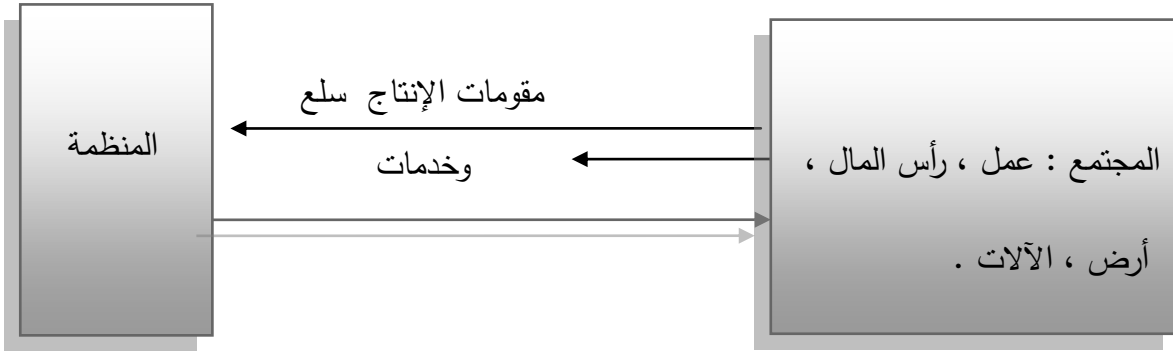 مقومات الإنتاج سلع
وخدمات
المنظمة
المجتمع : عمل ، رأس المال ،
أرض ، الآلات .